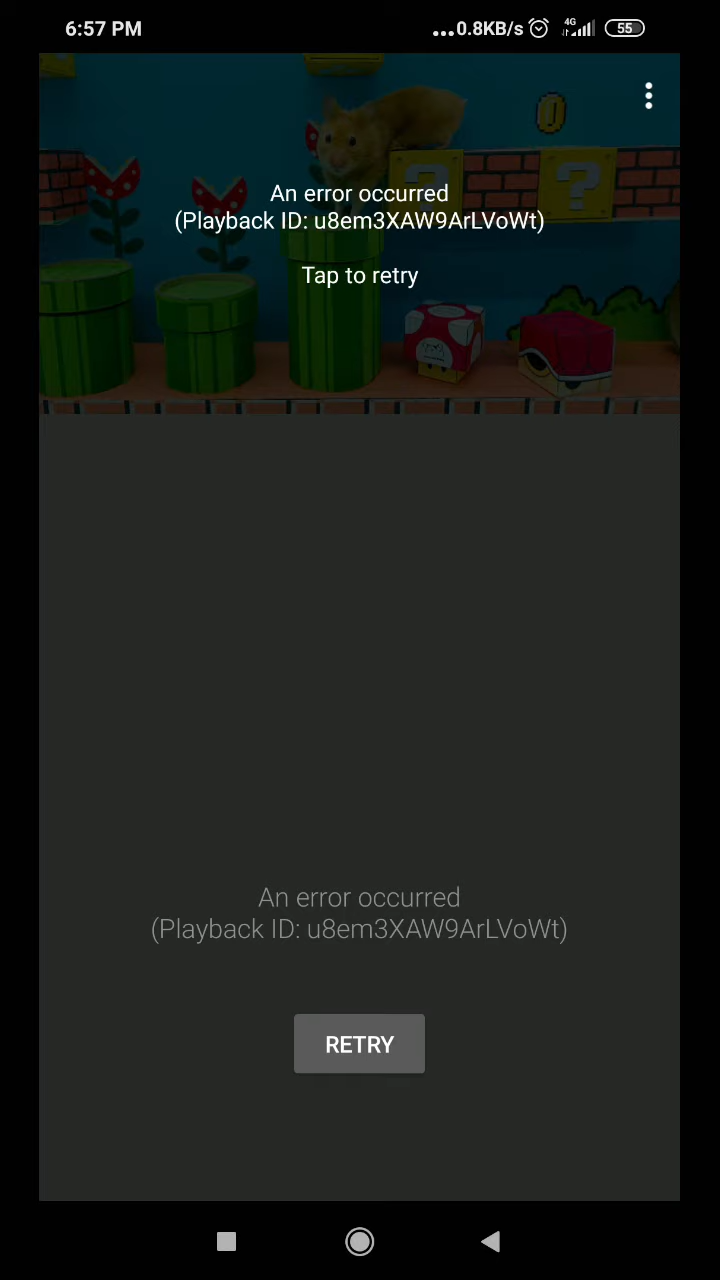 6:57 PM
...0.8KB/s 4G 55
An error occurred
(Playback ID: u8em3XAW9ArLVoWt)
Tap to retry
An error occurred
(Playback ID: u8em3XAW9ArLVoWt)
RETRY